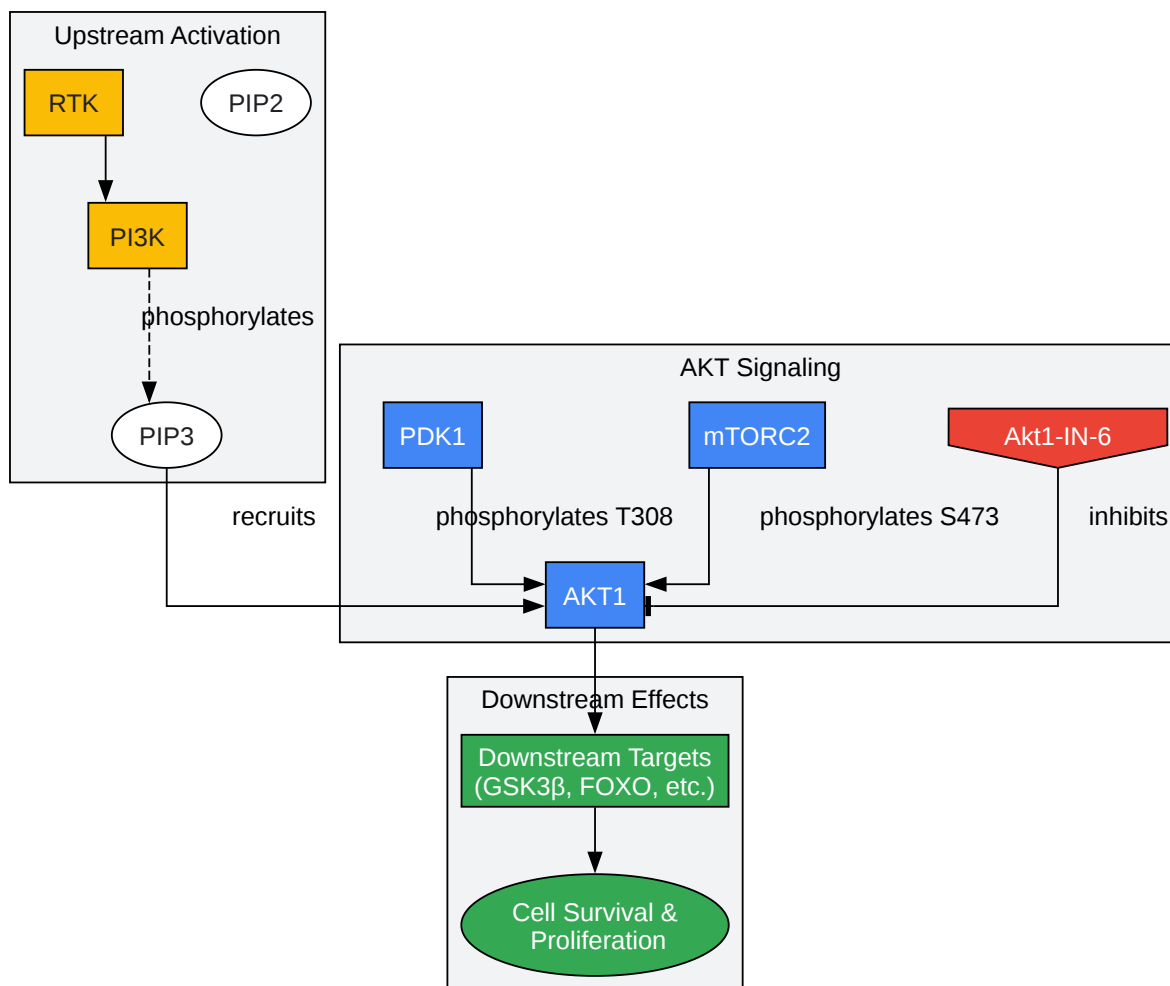 Upstream Activation
RTK
PIP2
PI3K
phosphorylates
PIP3
recruits
AKT Signaling
PDK1
mTORC2
Akt1-IN-6
phosphorylates T308
phosphorylates S473
inhibits
AKT1
Downstream Effects
Downstream Targets
(GSK3β, FOXO, etc.)
Cell Survival &
Proliferation